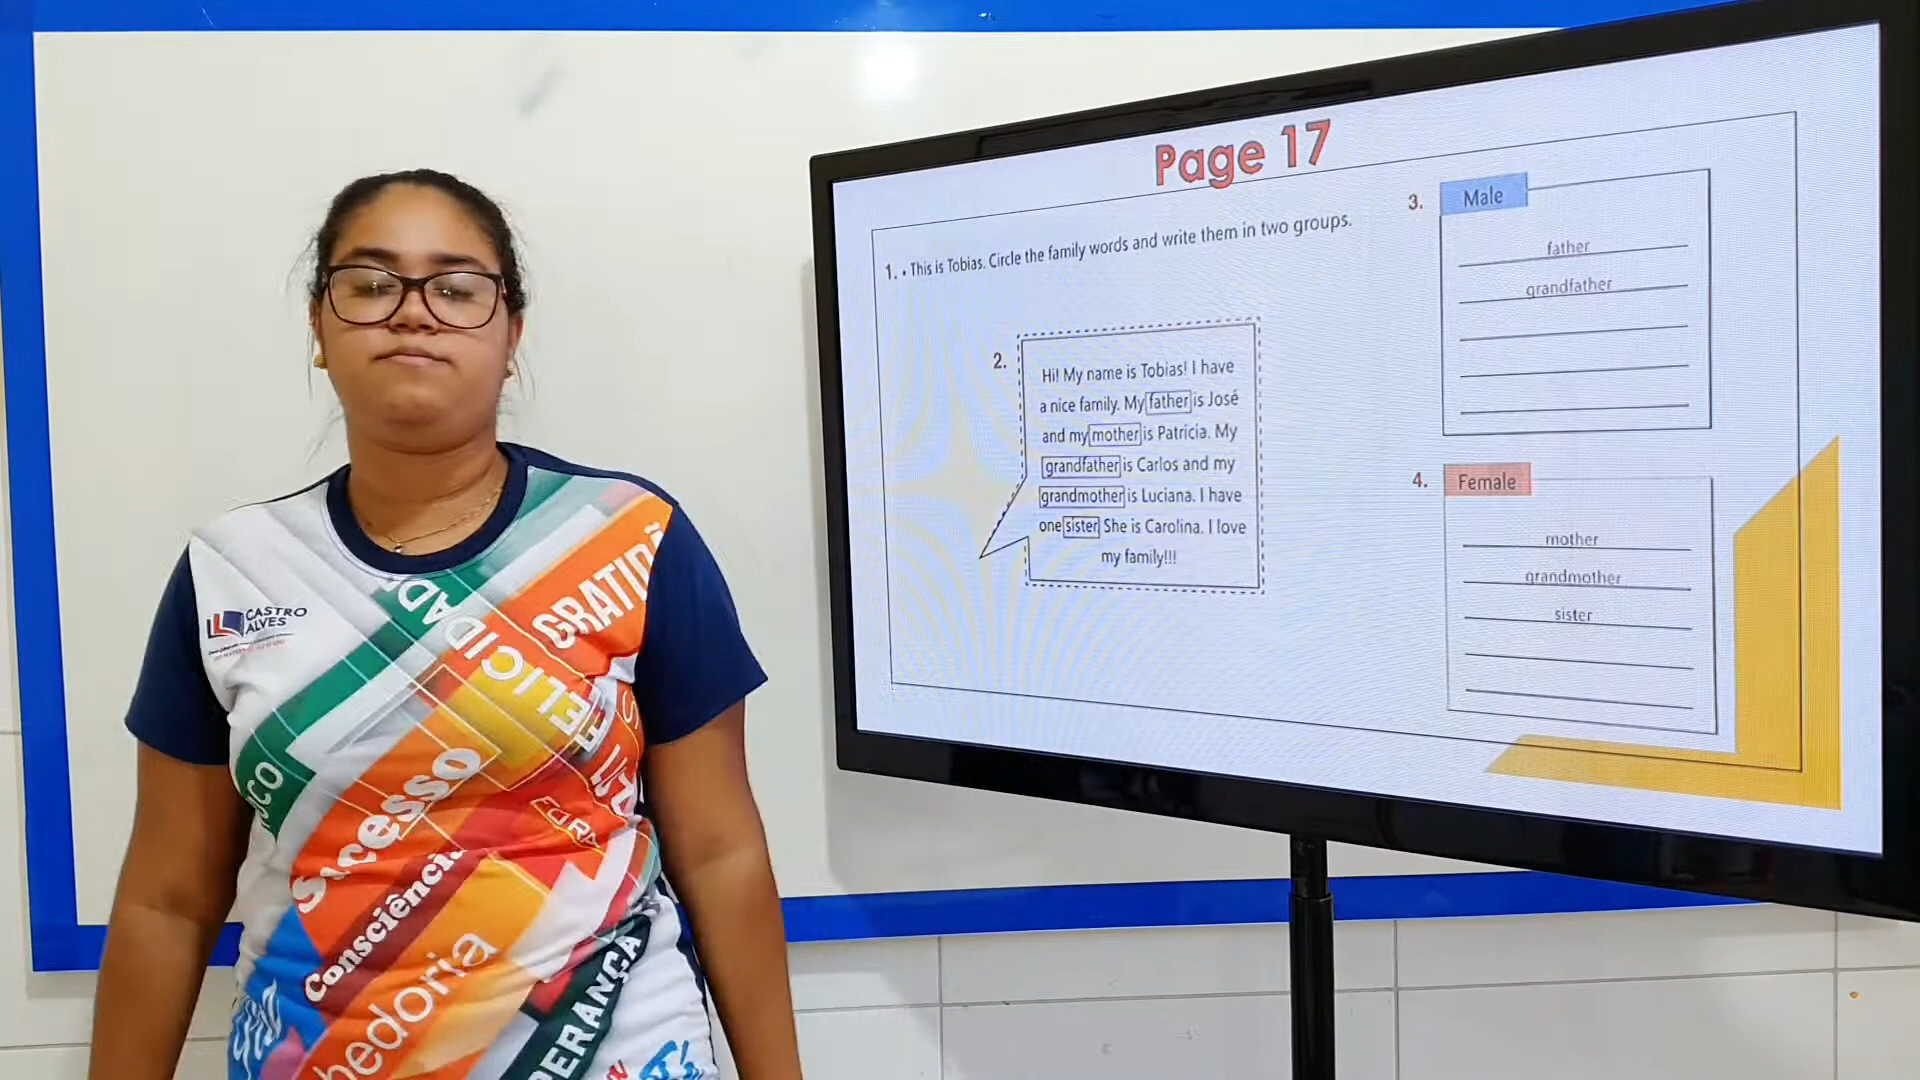 Page 17
1. • This is Tobias. Circle the family words and write them in two groups.
2.
Hi! My name is Tobias! I have
a nice family. My father is José
and my mother is Patricia. My
grandfather is Carlos and my
grandmother is Luciana. I have
one sister She is Carolina. I love
my family!!!
3.
Male
father
grandfather
4.
Female
mother
grandmother
sister
CASTRO
ALVES
GRATID
Sucesso
Consciência
bedoria
PERANÇA